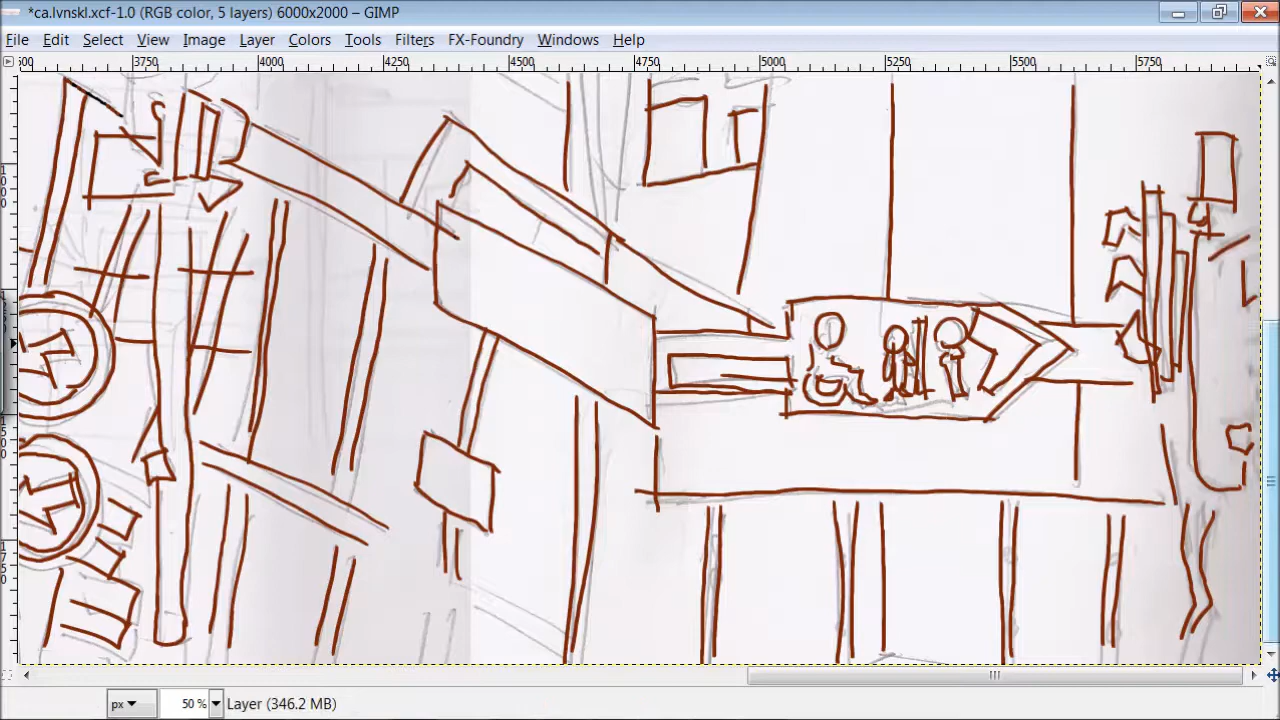 *ca.lvnskl.xcf-1.0 (RGB color, 5 layers) 6000x2000 – GIMP
File Edit Select View Image Layer Colors Tools Filters FX-Foundry Windows Help
3750 4000 4250 4500 4750 5000 5250 5500 5750
px 50 % Layer (346.2 MB)